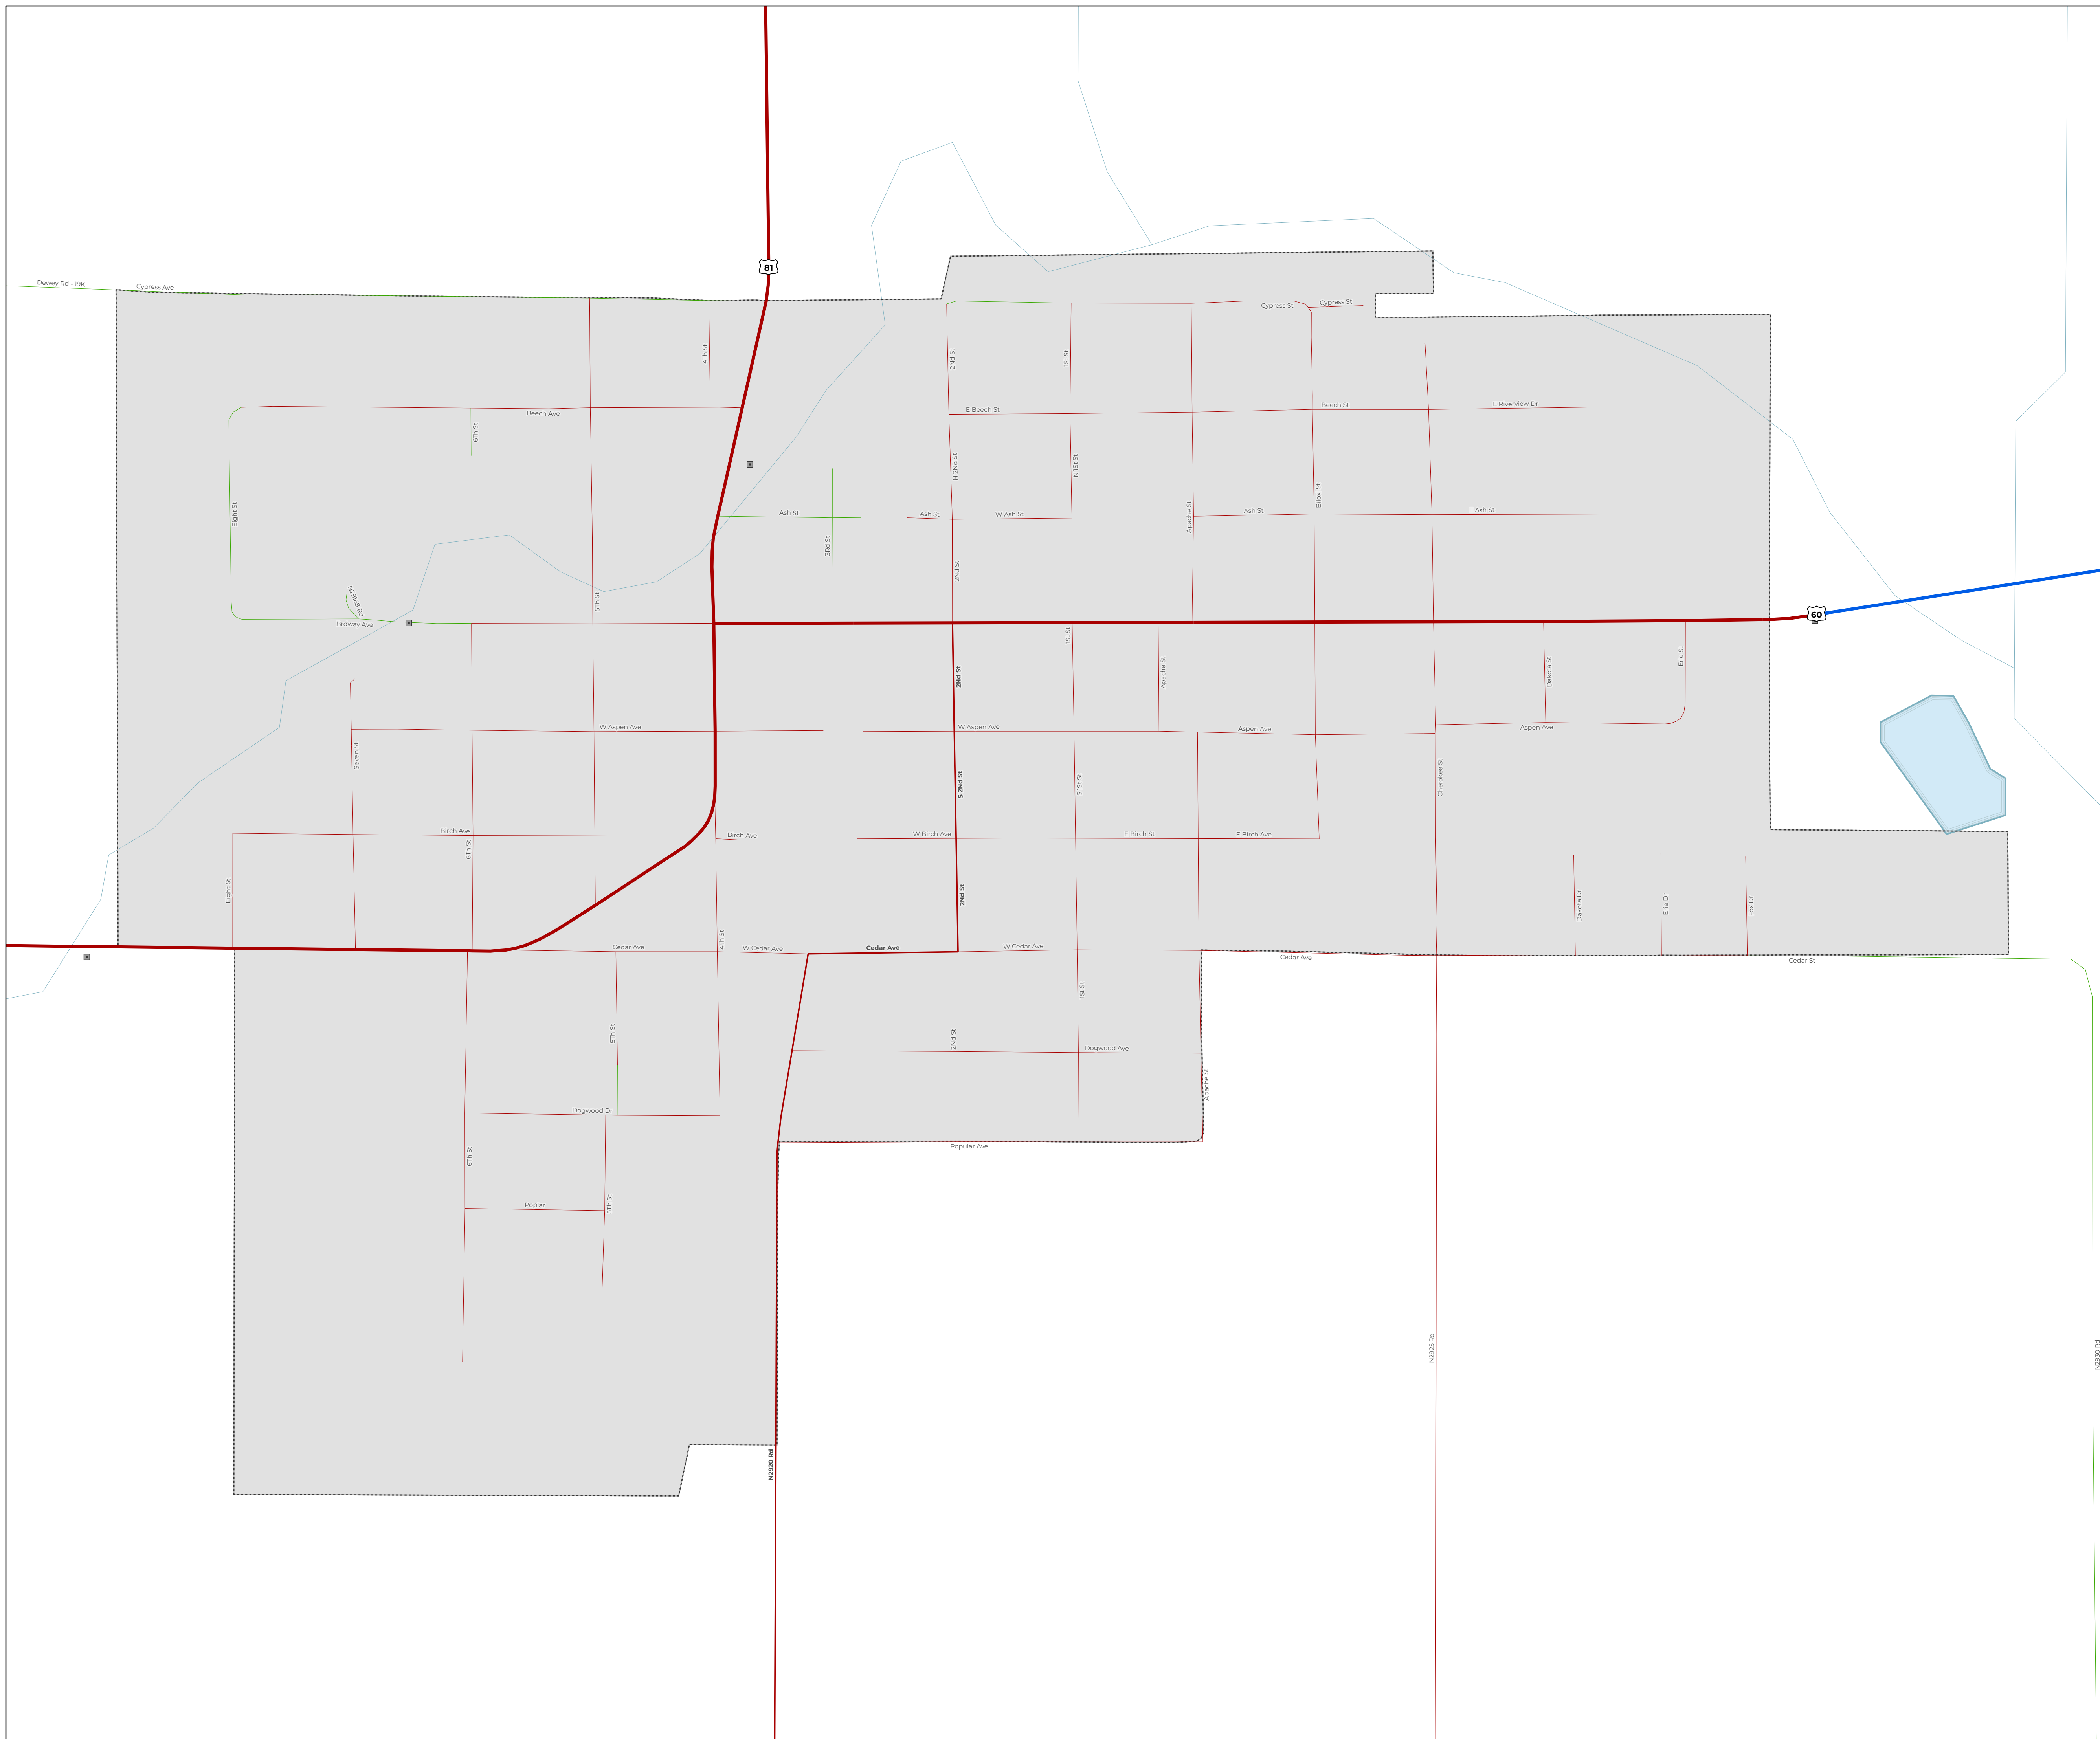 81
Dewey Rd - 19K
Cypress Ave
Cypress St
Cypress St
4Th St
2Nd St
1St St
Beech Ave
E Beech St
Beech St
E Riverview Dr
6Th St
N 2Nd St
N 1St St
Biloxi St
Eight St
Ash St
Ash St
W Ash St
Apache St
Ash St
E Ash St
3Rd St
2Nd St
N2916B Rd
5Th St
Brdway Ave
60
1St St
2Nd St
Apache St
Dakota St
Erie St
W Aspen Ave
W Aspen Ave
Aspen Ave
Aspen Ave
Seven St
S 2Nd St
S 1St St
Cherokee St
Birch Ave
Birch Ave
W Birch Ave
E Birch St
E Birch Ave
6Th St
Eight St
2Nd St
Dakota Dr
Erie Dr
Fox Dr
4Th St
Cedar Ave
W Cedar Ave
Cedar Ave
W Cedar Ave
Cedar Ave
Cedar St
1St St
5Th St
2Nd St
Dogwood Ave
Apache St
Dogwood Dr
Popular Ave
6Th St
5Th St
Poplar
N2925 Rd
N2930 Rd
N2920 Rd